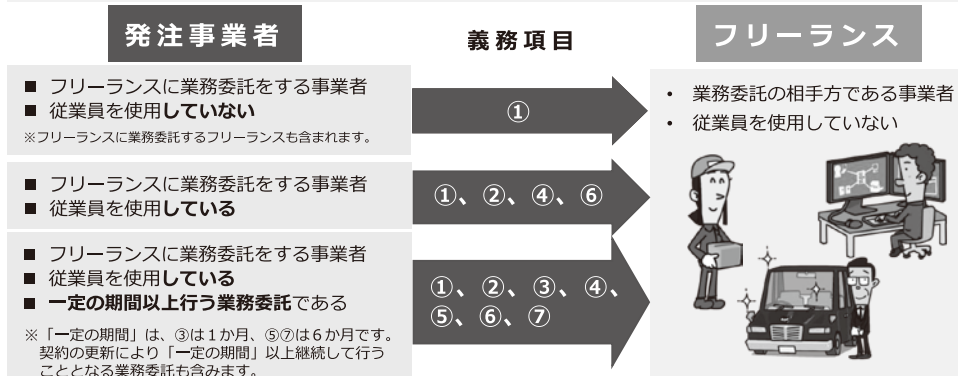 発注事業者
義務項目
フリーランス
■ フリーランスに業務委託をする事業者
■ 従業員を使用していない
※フリーランスに業務委託するフリーランスも含まれます。
①
■ フリーランスに業務委託をする事業者
■ 従業員を使用している
①、②、④、⑥
■ フリーランスに業務委託をする事業者
■ 従業員を使用している
■ 一定の期間以上行う業務委託である
※「一定の期間」は、③は１か月、⑤⑦は６か月です。
契約の更新により「一定の期間」以上継続して行う
こととなる業務委託も含みます。
①、②、③、④、
⑤、⑥、⑦
• 業務委託の相手方である事業者
• 従業員を使用していない